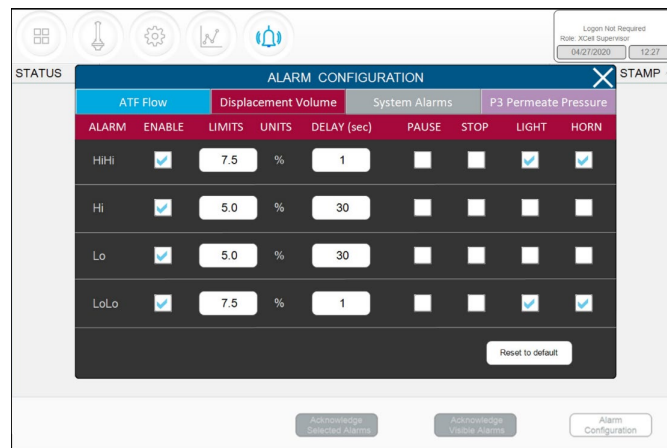 Logon Not Required
Role: XCell Supervisor
04/27/2020 12:27
STATUS STAMP
ALARM CONFIGURATION
ATF Flow Displacement Volume System Alarms P3 Permeate Pressure
ALARM ENABLE LIMITS UNITS DELAY (sec) PAUSE STOP LIGHT HORN
HiHi 7.5 % 1
Hi 5.0 % 30
Lo 5.0 % 30
LoLo 7.5 % 1
Reset to default
Acknowledge Acknowledge Alarm
Selected Alarms Visible Alarms Configuration